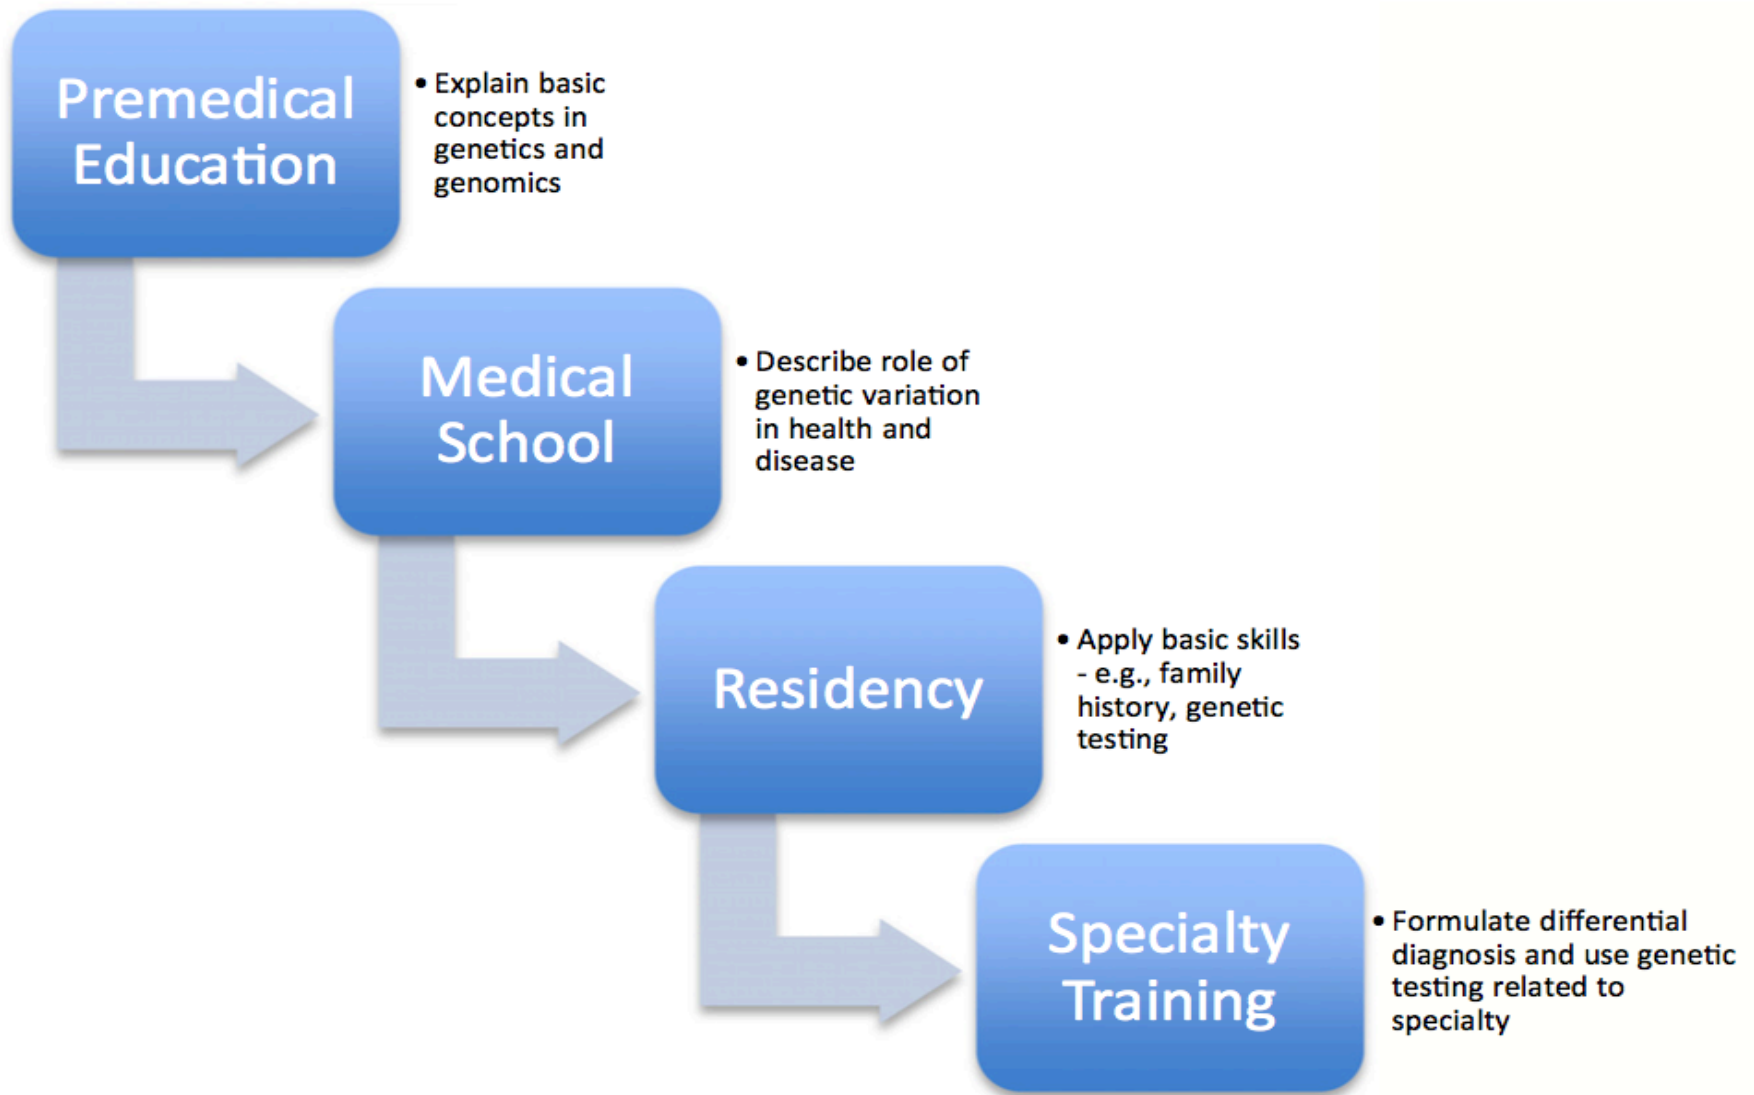 Premedical
Education
• Explain basic
concepts in
genetics and
genomics
Medical
School
• Describe role of
genetic variation
in health and
disease
Residency
• Apply basic skills
- e.g., family
history, genetic
testing
Specialty
Training
• Formulate differential
diagnosis and use genetic
testing related to
specialty